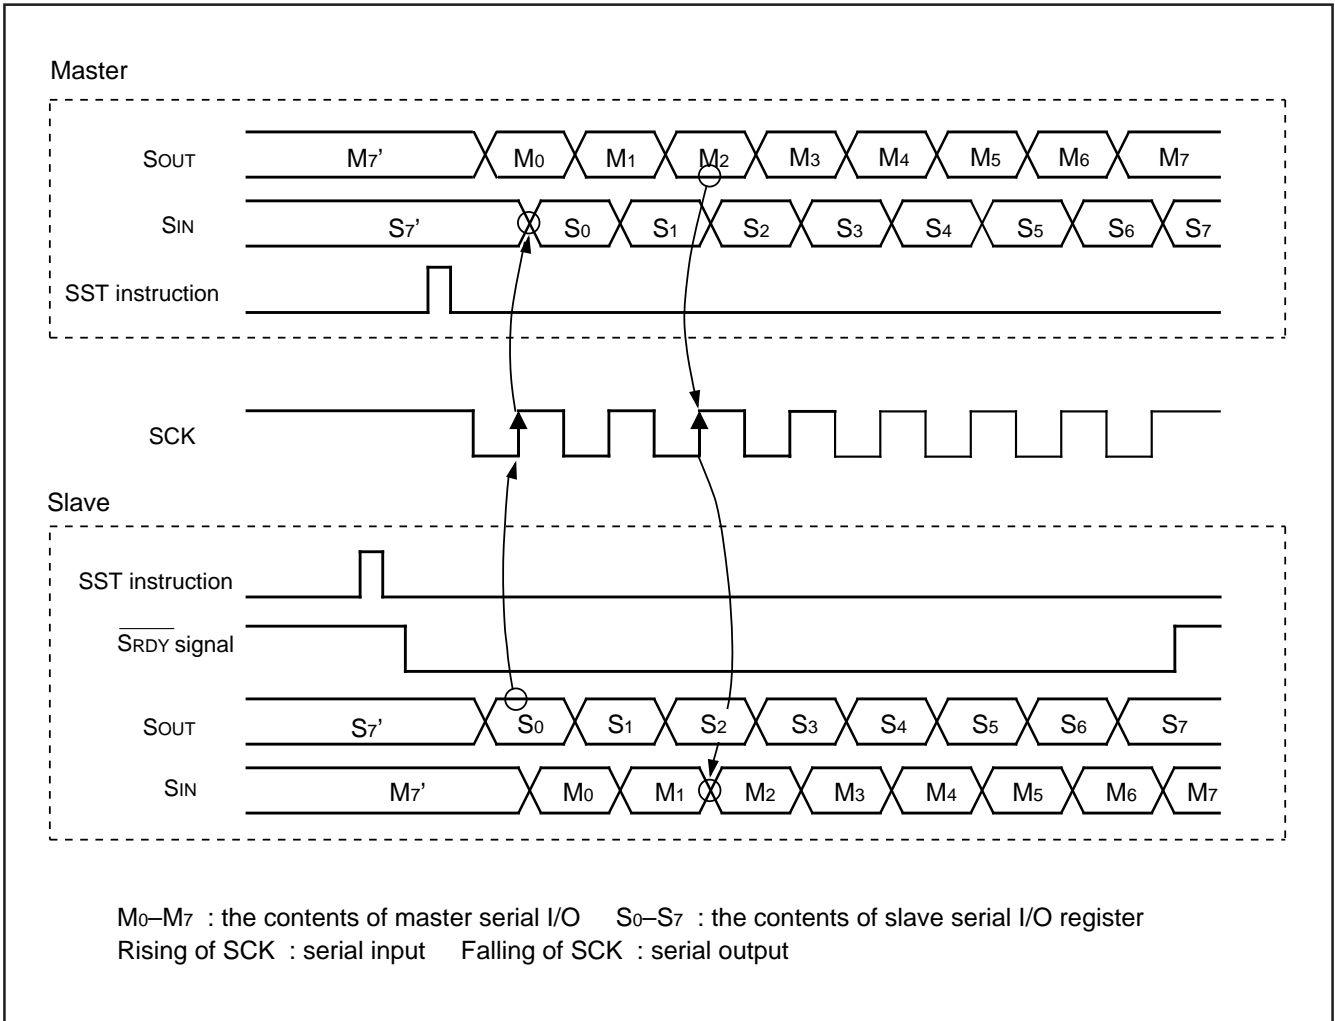 Master
SOUT M7' M0 M1 M2 M3 M4 M5 M6 M7
SIN S7' S0 S1 S2 S3 S4 S5 S6 S7
SST instruction
SCK
Slave
SST instruction
SRDY signal
SOUT S7' S0 S1 S2 S3 S4 S5 S6 S7
SIN M7' M0 M1 M2 M3 M4 M5 M6 M7
M0–M7 : the contents of master serial I/O S0–S7 : the contents of slave serial I/O register
Rising of SCK : serial input Falling of SCK : serial output